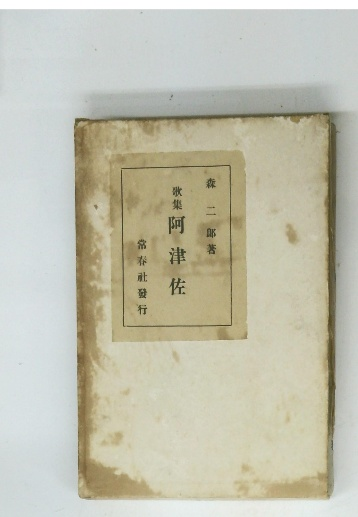 森二郎著
歌集 阿津佐
常春社發行